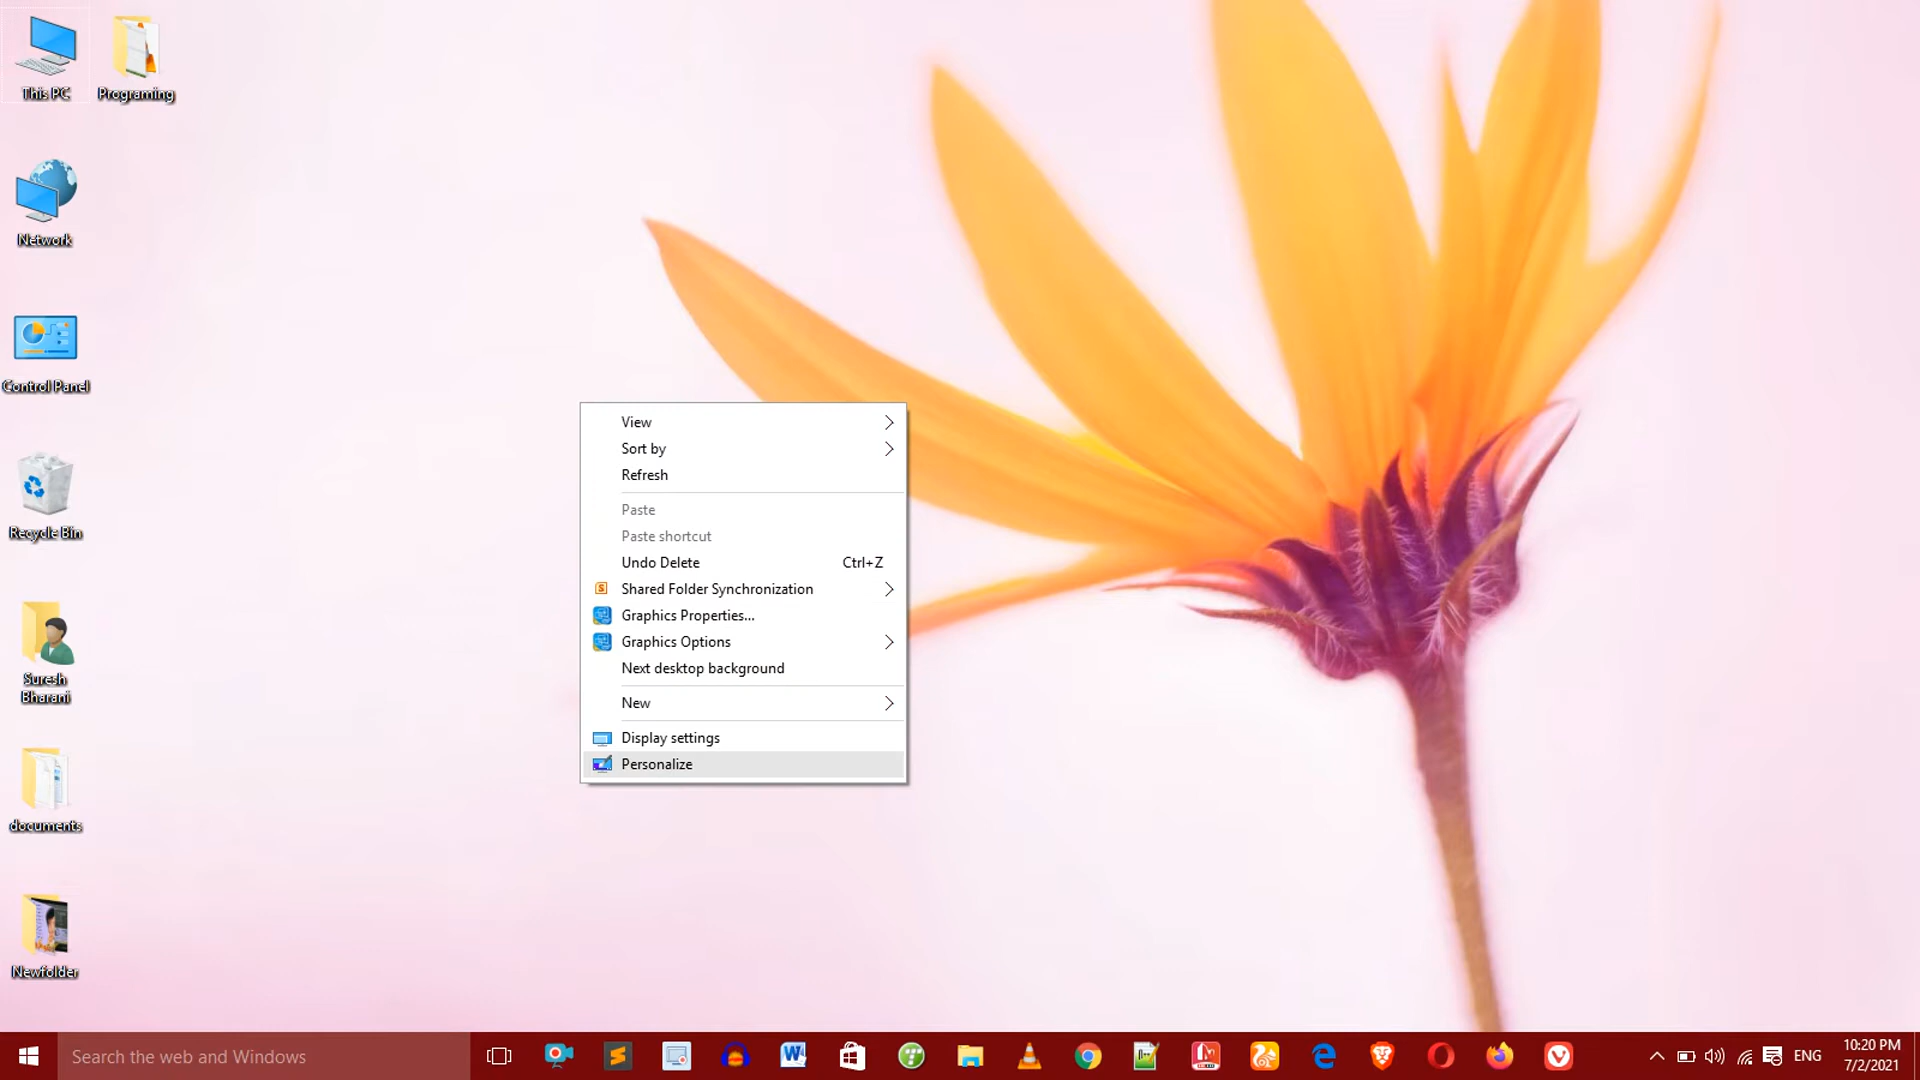 This PC
Programing
Network
Control Panel
Recycle Bin
Suresh
Bharani
documents
Newfolder
View
Sort by
Refresh
Paste
Paste shortcut
Undo Delete Ctrl+Z
Shared Folder Synchronization
Graphics Properties...
Graphics Options
Next desktop background
New
Display settings
Personalize
Search the web and Windows
ENG
10:20 PM
7/2/2021